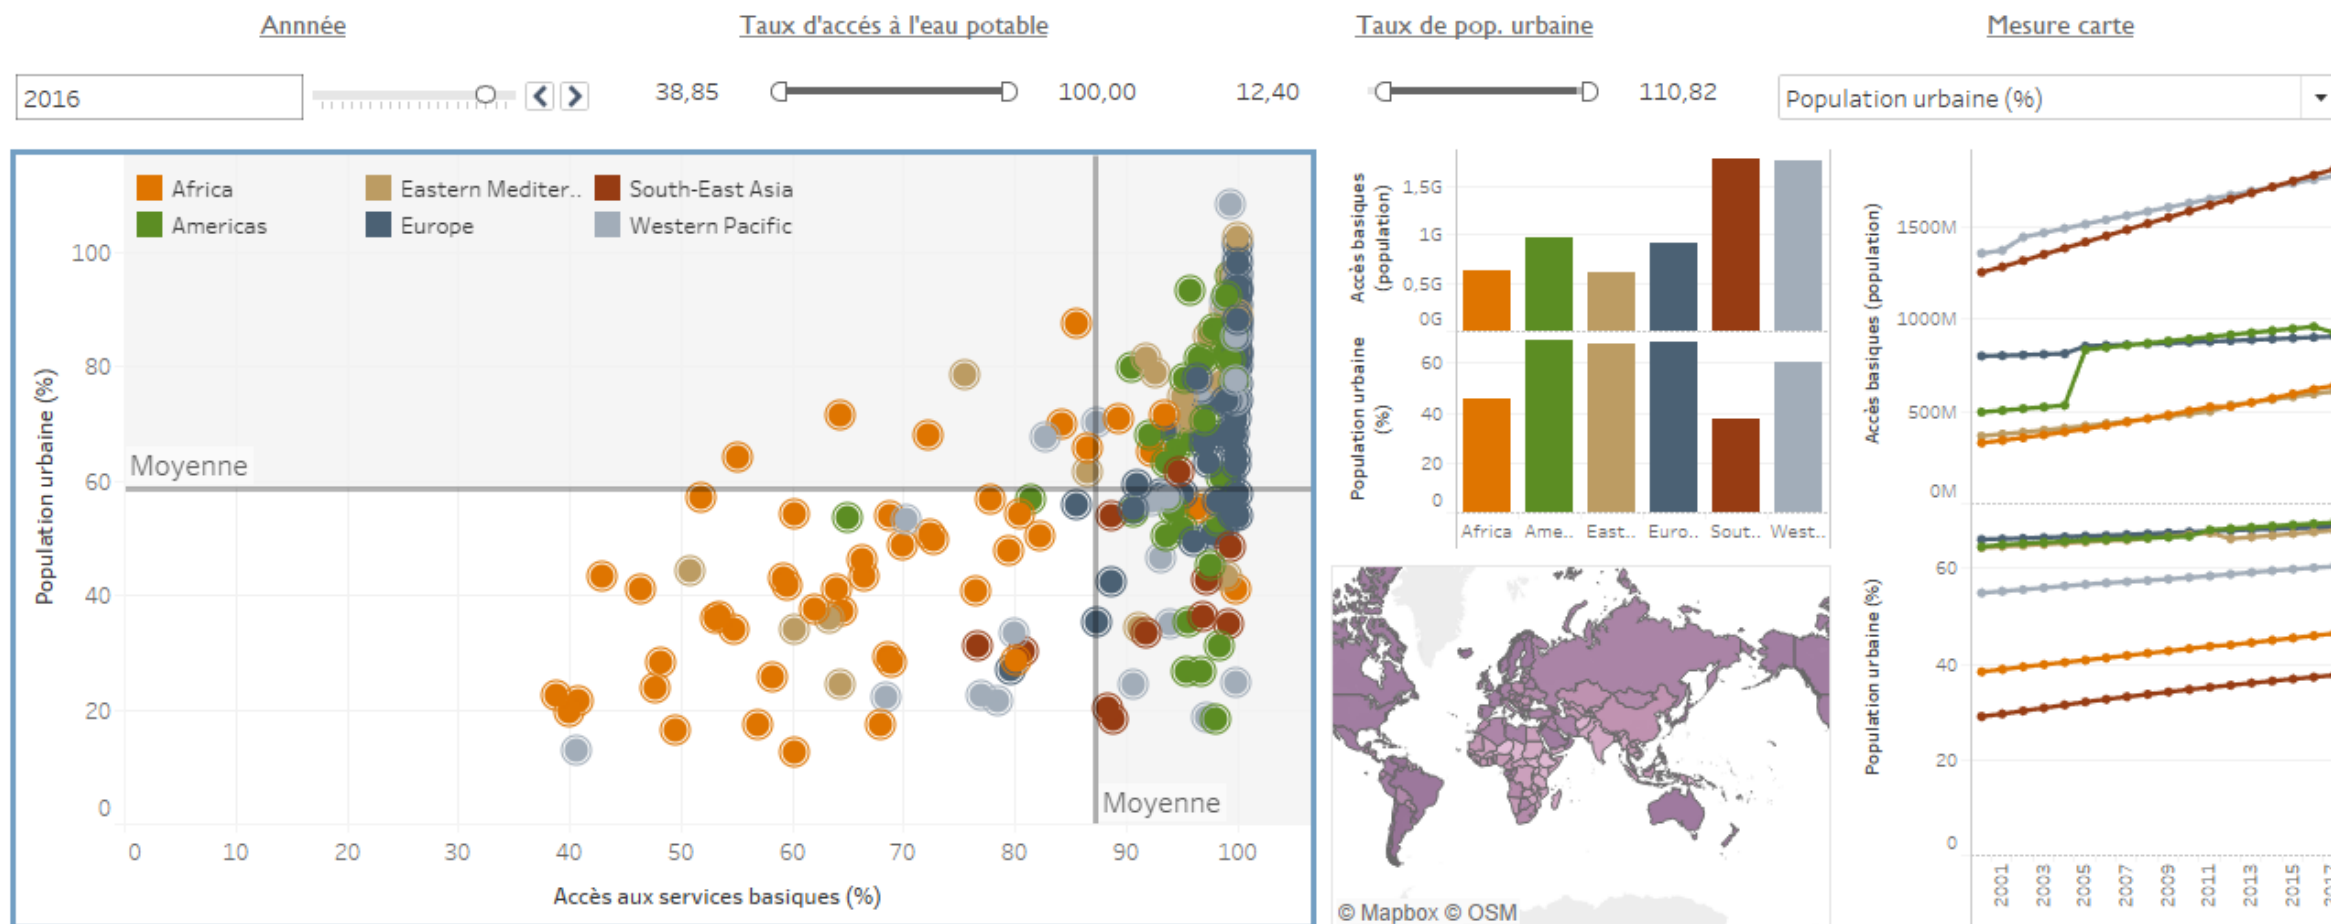 Annnée
Taux d'accés à l'eau potable
Taux de pop. urbaine
Mesure carte
2016
38,85
100,00
12,40
110,82
Population urbaine (%)
Africa
Eastern Mediter..
South-East Asia
Americas
Europe
Western Pacific
100
80
60
40
20
0
Population urbaine (%)
Moyenne
Moyenne
0 10 20 30 40 50 60 70 80 90 100
Accès aux services basiques (%)
Accès basiques
(population)
1,5G
1G
0,5G
0G
Population urbaine
(%)
60
40
20
0
Africa Ame.. East.. Euro.. Sout.. West..
© Mapbox © OSM
Accès basiques (population)
1500M
1000M
500M
0M
Population urbaine (%)
60
40
20
0
2001 2003 2005 2007 2009 2011 2013 2015 2017